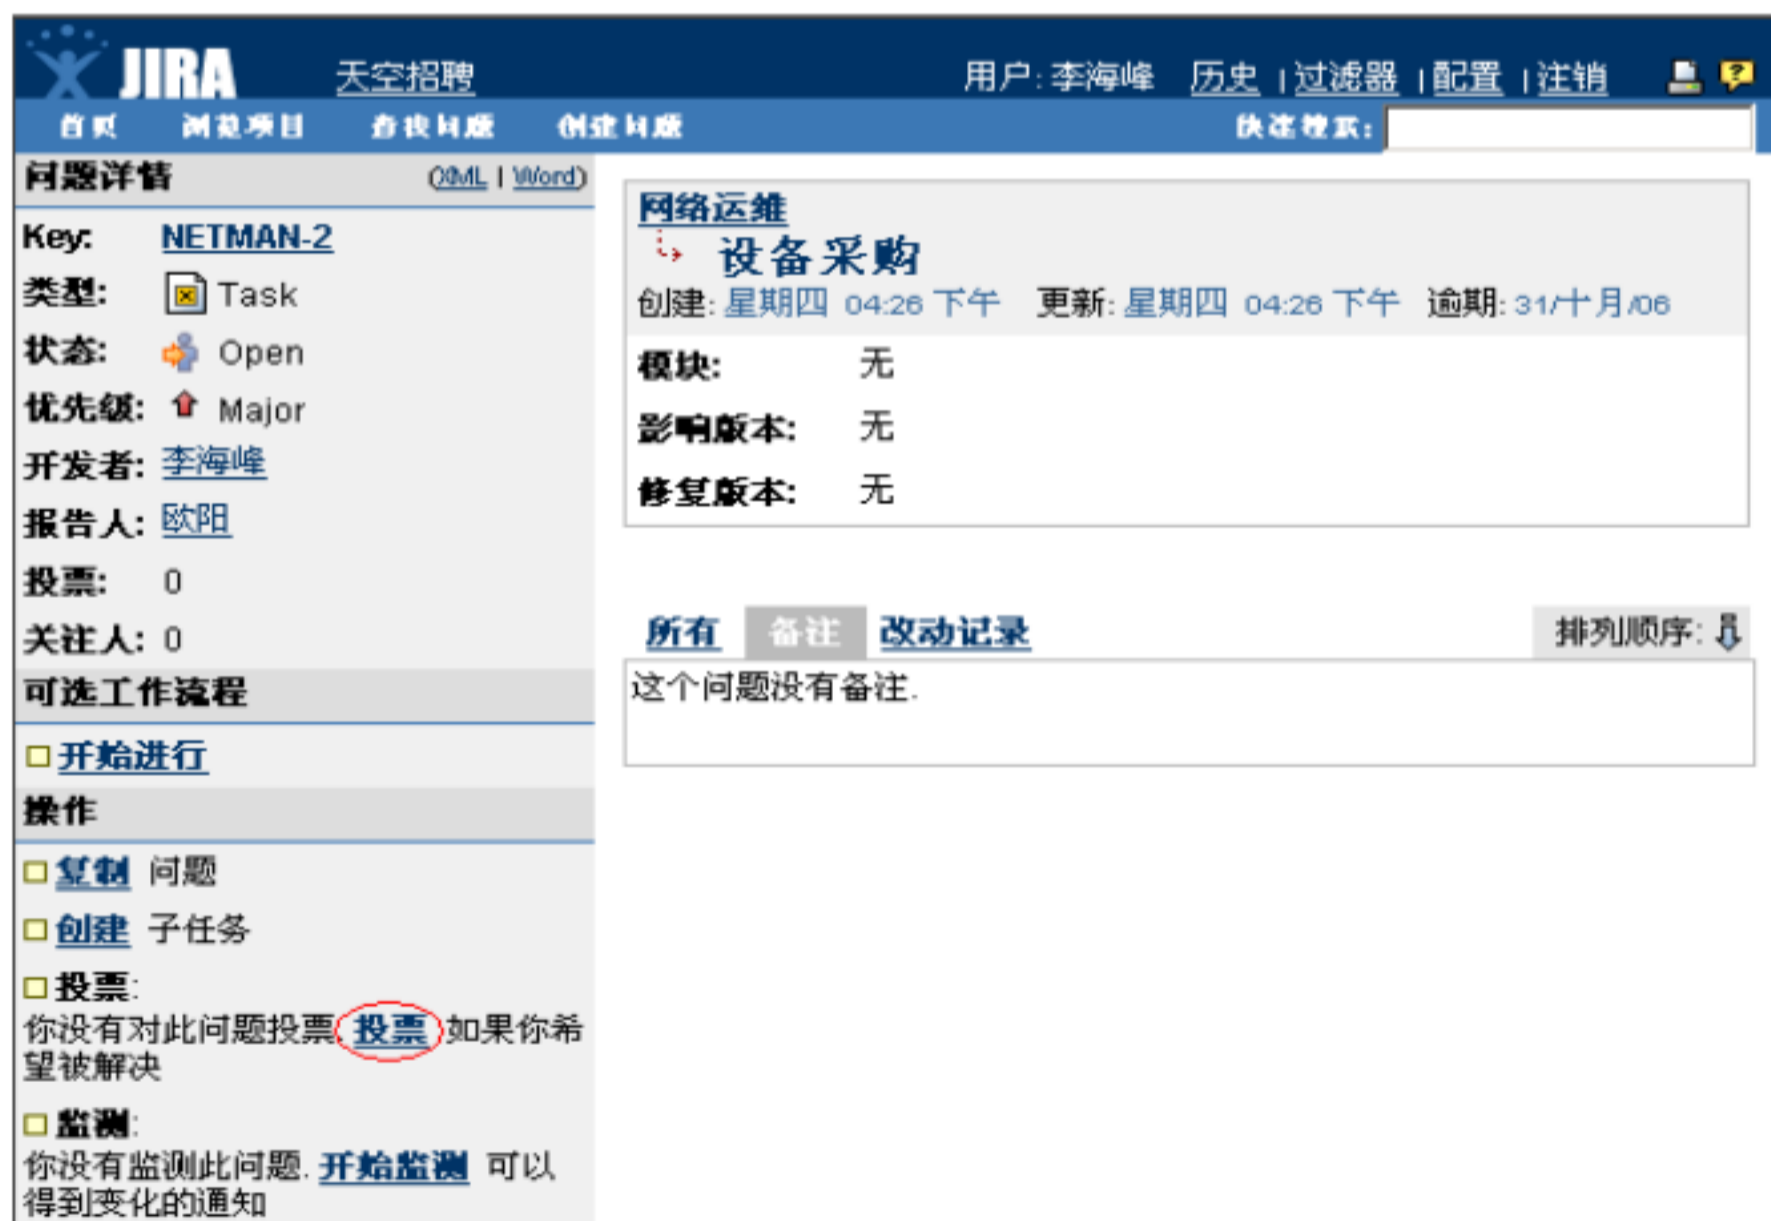 JIRA 天空招聘 用户: 李海峰 历史 | 过滤器 | 配置 | 注销
首页 浏览项目 查找问题 创建问题 快速搜索:
问题详情 (XML | Word)
Key: NETMAN-2
类型: Task
状态: Open
优先级: Major
开发者: 李海峰
报告人: 欧阳
投票: 0
关注人: 0
可选工作流程
开始进行
操作
复制 问题
创建 子任务
投票:
你没有对此问题投票. 投票 如果你希
望被解决
监测:
你没有监测此问题. 开始监测 可以
得到变化的通知
网络运维
设备采购
创建: 星期四 04:26 下午 更新: 星期四 04:26 下午 逾期: 31/十月/06
模块: 无
影响版本: 无
修复版本: 无
所有 备注 改动记录 排列顺序:
这个问题没有备注.